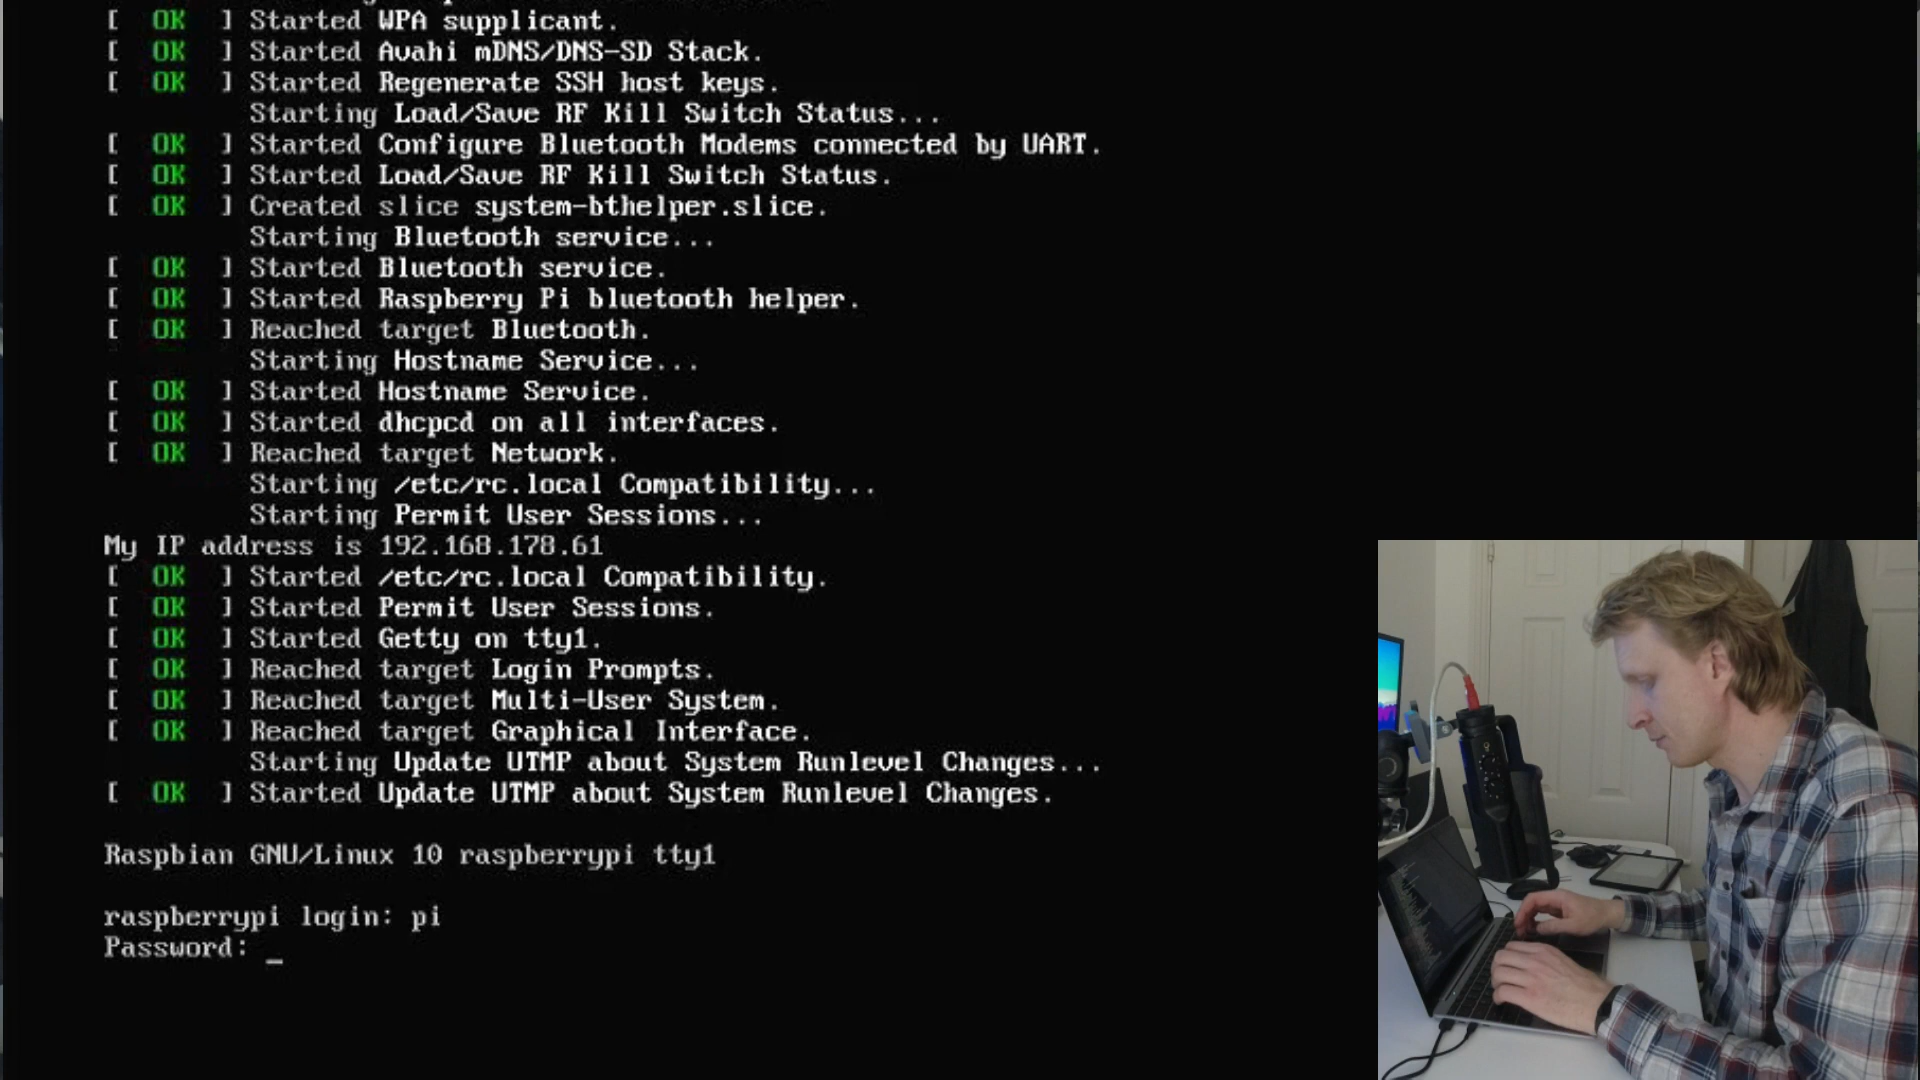 [  OK  ] Started WPA supplicant.
[  OK  ] Started Avahi mDNS/DNS-SD Stack.
[  OK  ] Started Regenerate SSH host keys.
         Starting Load/Save RF Kill Switch Status...
[  OK  ] Started Configure Bluetooth Modems connected by UART.
[  OK  ] Started Load/Save RF Kill Switch Status.
[  OK  ] Created slice system-bthelper.slice.
         Starting Bluetooth service...
[  OK  ] Started Bluetooth service.
[  OK  ] Started Raspberry Pi bluetooth helper.
[  OK  ] Reached target Bluetooth.
         Starting Hostname Service...
[  OK  ] Started Hostname Service.
[  OK  ] Started dhcpcd on all interfaces.
[  OK  ] Reached target Network.
         Starting /etc/rc.local Compatibility...
         Starting Permit User Sessions...
My IP address is 192.168.178.61
[  OK  ] Started /etc/rc.local Compatibility.
[  OK  ] Started Permit User Sessions.
[  OK  ] Started Getty on tty1.
[  OK  ] Reached target Login Prompts.
[  OK  ] Reached target Multi-User System.
[  OK  ] Reached target Graphical Interface.
         Starting Update UTMP about System Runlevel Changes...
[  OK  ] Started Update UTMP about System Runlevel Changes.
Raspbian GNU/Linux 10 raspberrypi tty1
raspberrypi login: pi
Password: _